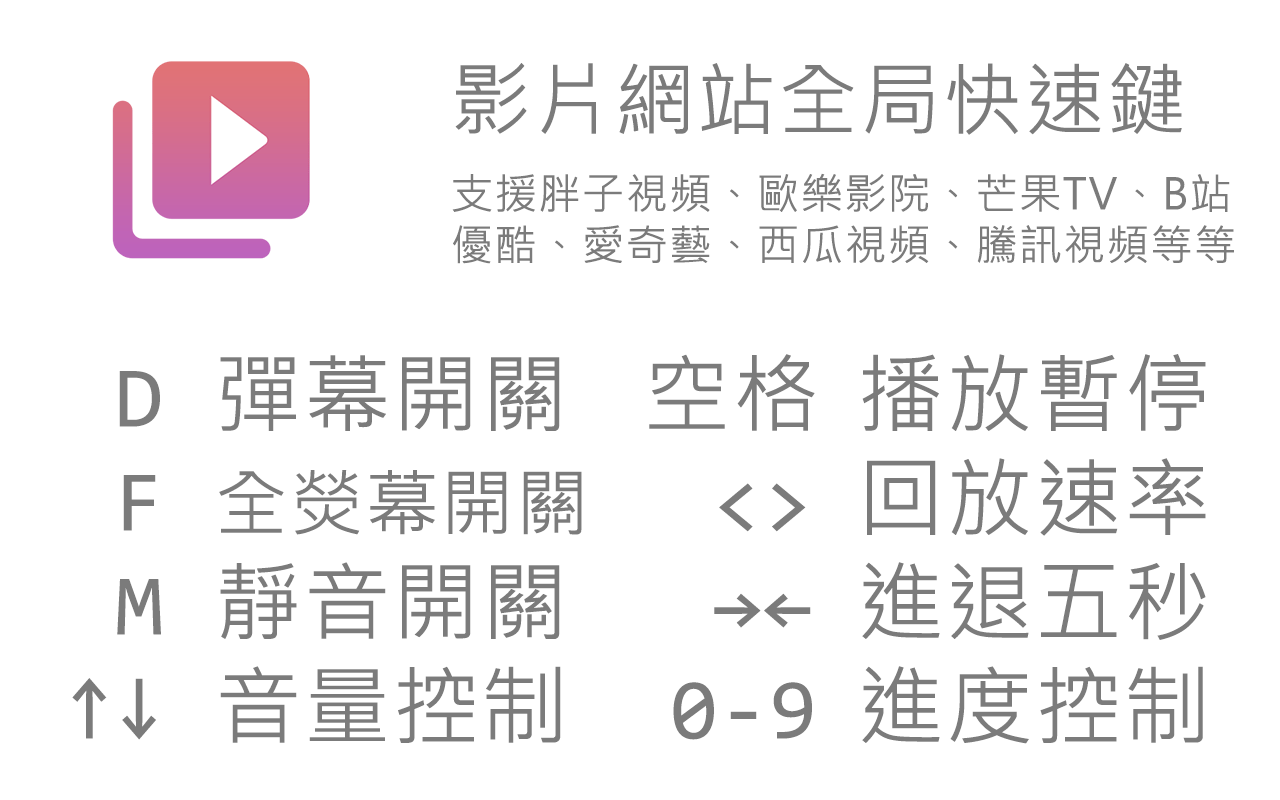 影片網站全局快速鍵
支援胖子視頻、歐樂影院、芒果TV、B站
優酷、愛奇藝、西瓜視頻、騰訊視頻等等
D 彈幕開關 空格 播放暫停
F 全熒幕開關 <> 回放速率
M 靜音開關 →← 進退五秒
↑↓ 音量控制 0-9 進度控制